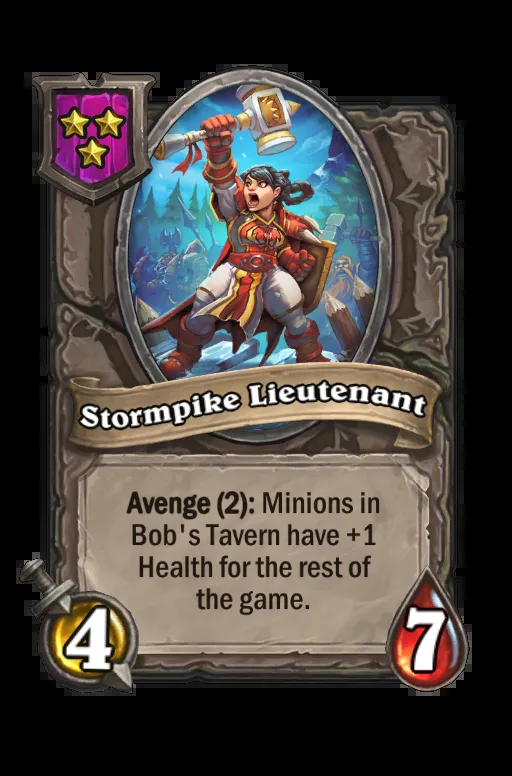 Stormpike Lieutenant
Avenge (2): Minions in
Bob's Tavern have +1
Health for the rest of
the game.
4
7